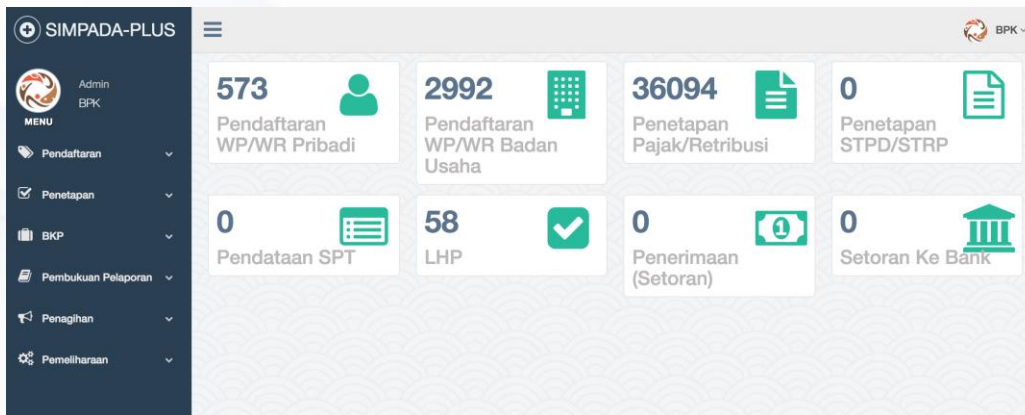 SIMPADA-PLUS
BPK
Admin
BPK
MENU
Pendaftaran
Penetapan
BKP
Pembukuan Pelaporan
Penagihan
Pemeliharaan
573
Pendaftaran
WP/WR Pribadi
2992
Pendaftaran
WP/WR Badan
Usaha
36094
Penetapan
Pajak/Retribusi
0
Penetapan
STPD/STRP
0
Pendataan SPT
58
LHP
0
1
Penerimaan
(Setoran)
0
Setoran Ke Bank